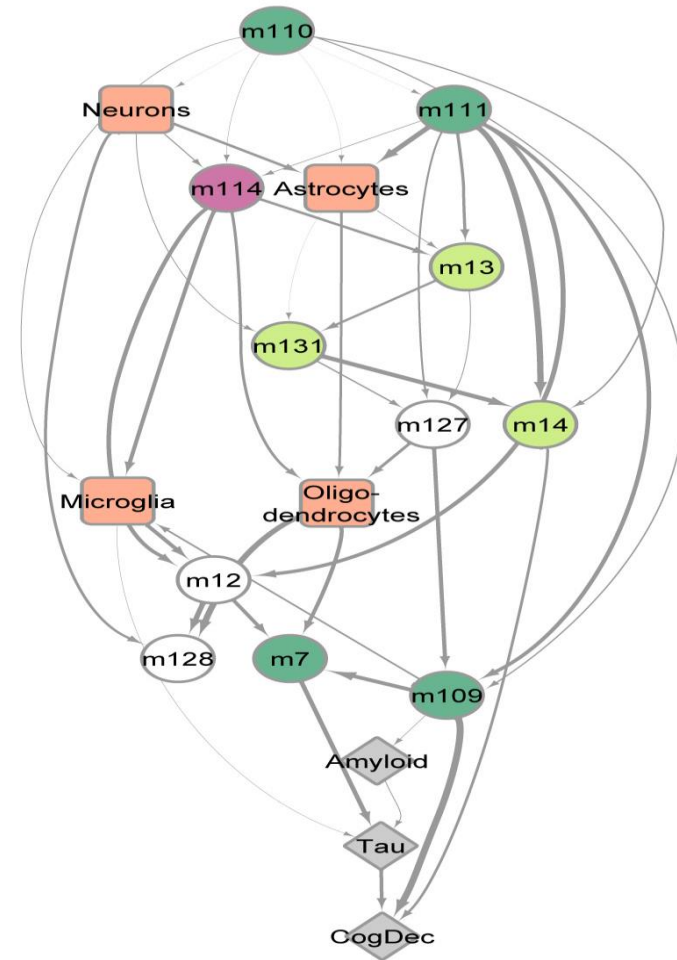 m110
Neurons
m111
m114
Astrocytes
m13
m131
m127
m14
Microglia
Oligo-
dendrocytes
m12
m128
m7
m109
Amyloid
Tau
CogDec